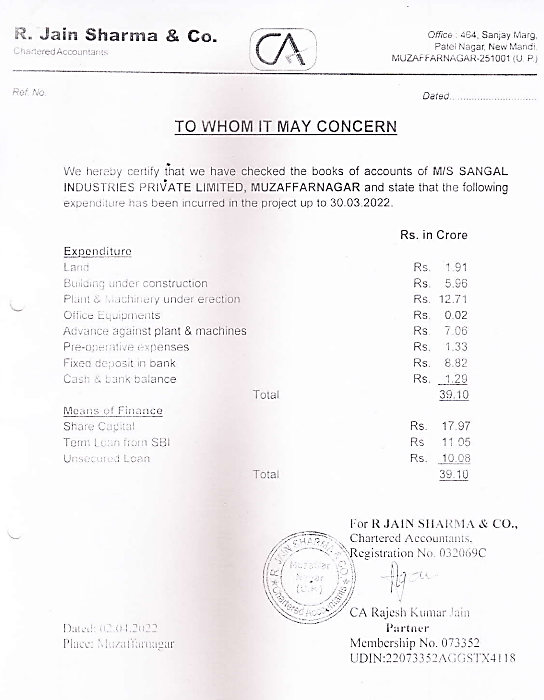 R. Jain Sharma & Co.
Chartered Accountants
CA
Office : 464, Sanjay Marg,
Patel Nagar, New Mandi,
MUZAFFARNAGAR-251001 (U. P.)
Ref. No.
Dated..............................
TO WHOM IT MAY CONCERN
We hereby certify that we have checked the books of accounts of M/S SANGAL
INDUSTRIES PRIVATE LIMITED, MUZAFFARNAGAR and state that the following
expenditure has been incurred in the project up to 30.03.2022.
Rs. in Crore
Expenditure
Land Rs. 1.91
Building under construction Rs. 5.96
Plant & Machinery under erection Rs. 12.71
Office Equipments Rs. 0.02
Advance against plant & machines Rs. 7.06
Pre-operative expenses Rs. 1.33
Fixed deposit in bank Rs. 8.82
Cash & bank balance Rs. 1.29
Total 39.10
Means of Finance
Share Capital Rs. 17.97
Term Loan from SBI Rs 11.05
Unsecured Loan Rs. 10.08
Total 39.10
For R JAIN SHARMA & CO.,
Chartered Accountants,
Registration No. 032069C
R. JAIN SHARMA & CO.
Muzaffar
Nagar
(U.P.)
Chartered Accountants
CA Rajesh Kumar Jain
Partner
Dated: 02.04.2022
Membership No. 073352
Place: Muzaffarnagar
UDIN:22073352AGGSTX4118